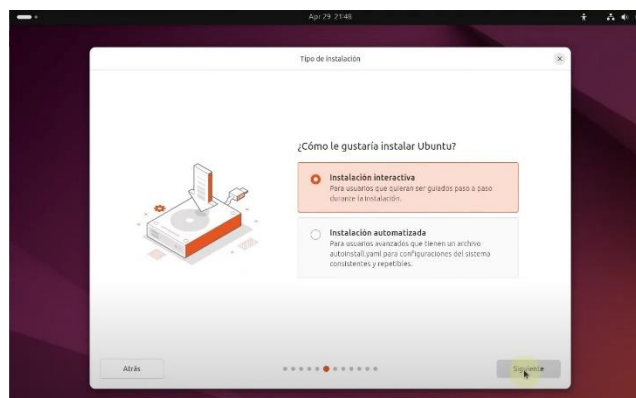 Apr 29 21:48
Tipo de instalación
¿Cómo le gustaría instalar Ubuntu?
Instalación interactiva
Para usuarios que quieran ser guiados paso a paso
durante la instalación.
Instalación automatizada
Para usuarios avanzados que tienen un archivo
autoinstall.yaml para configuraciones del sistema
consistentes y repetibles.
Atrás
Siguiente